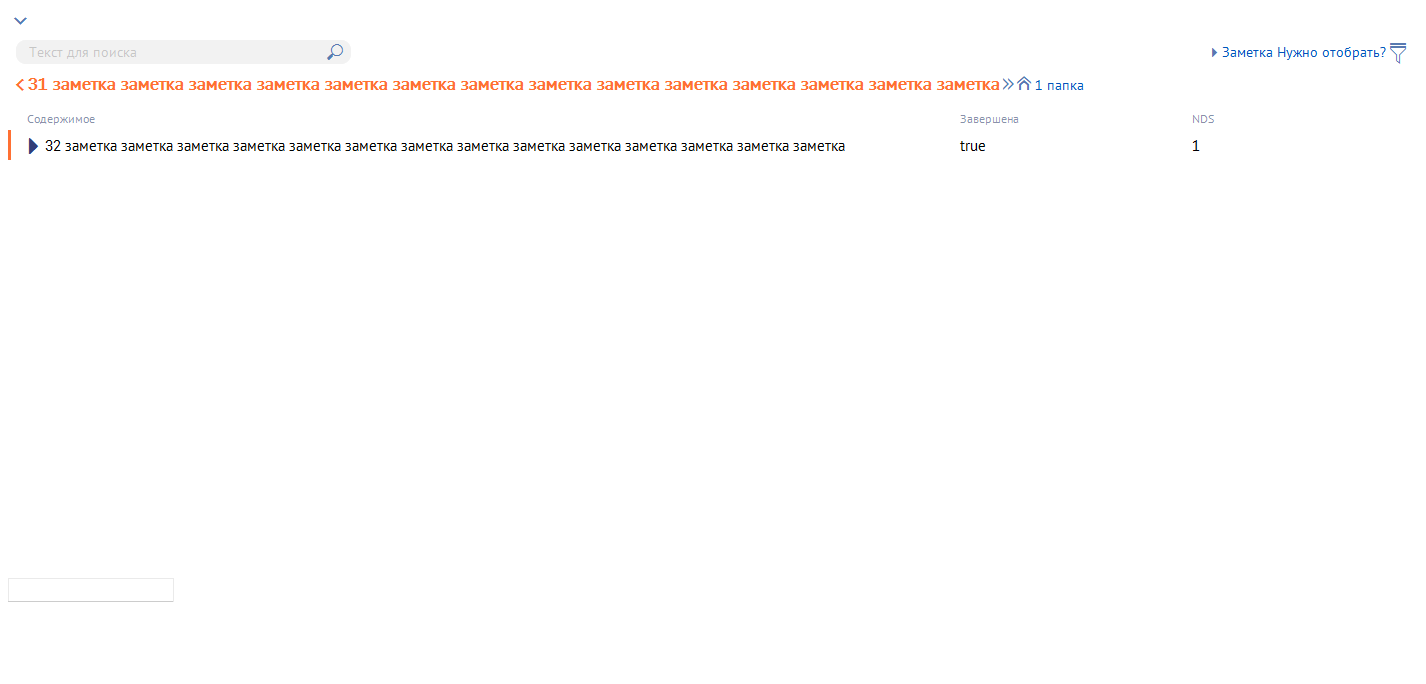 Текст для поиска
Заметка Нужно отобрать?
31 заметка заметка заметка заметка заметка заметка заметка заметка заметка заметка заметка заметка заметка заметка 1 папка
Содержимое Завершена NDS
32 заметка заметка заметка заметка заметка заметка заметка заметка заметка заметка заметка заметка заметка заметка true 1